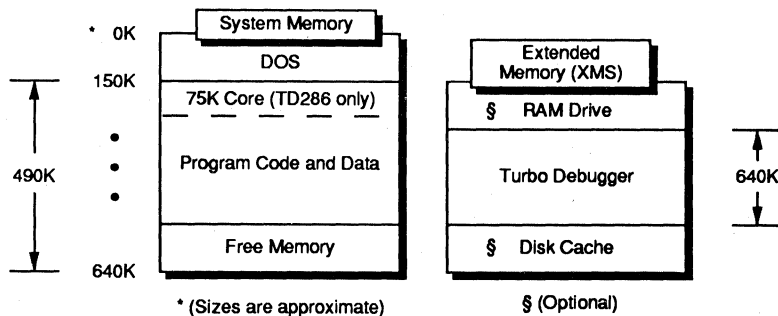 System Memory
* 0K
DOS
150K
75K Core (TD286 only)
Program Code and Data
490K
Free Memory
640K
* (Sizes are approximate)
Extended
Memory (XMS)
§ RAM Drive
Turbo Debugger
640K
§ Disk Cache
§ (Optional)